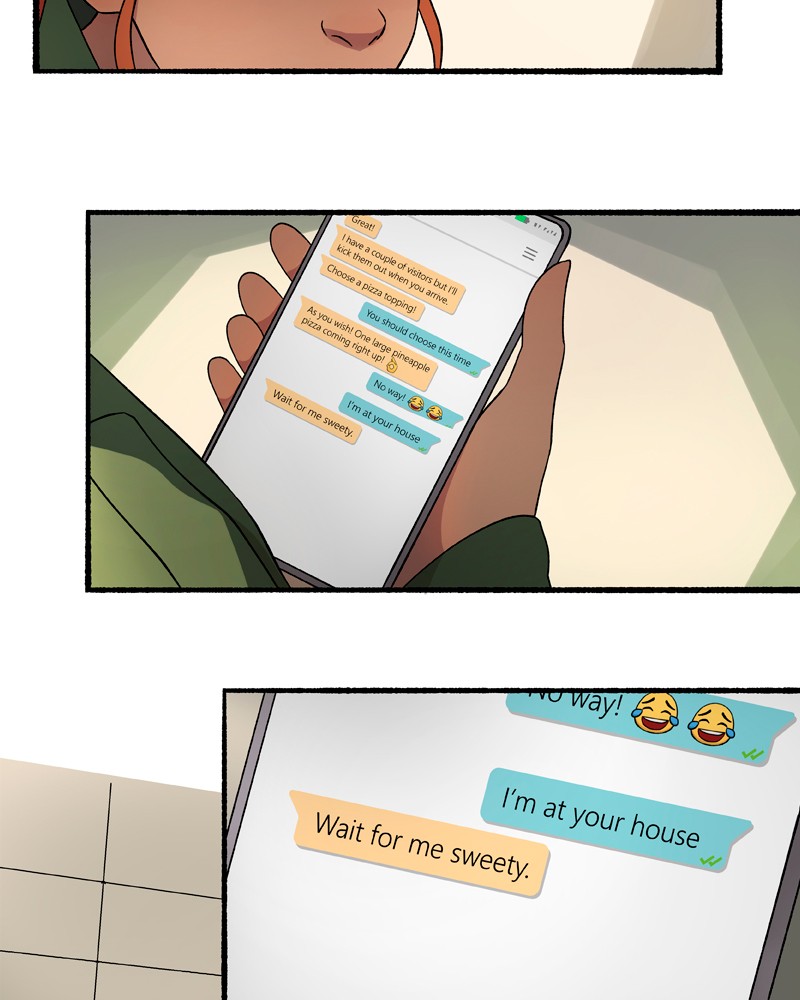 Great!
I have a couple of visitors but I'll
kick them out when you arrive.
Choose a pizza topping!
You should choose this time
As you wish! One large pineapple
pizza coming right up! 👌
No way! 😂 😂
Wait for me sweety.
I'm at your house
No way! 😂 😂
I'm at your house
Wait for me sweety.